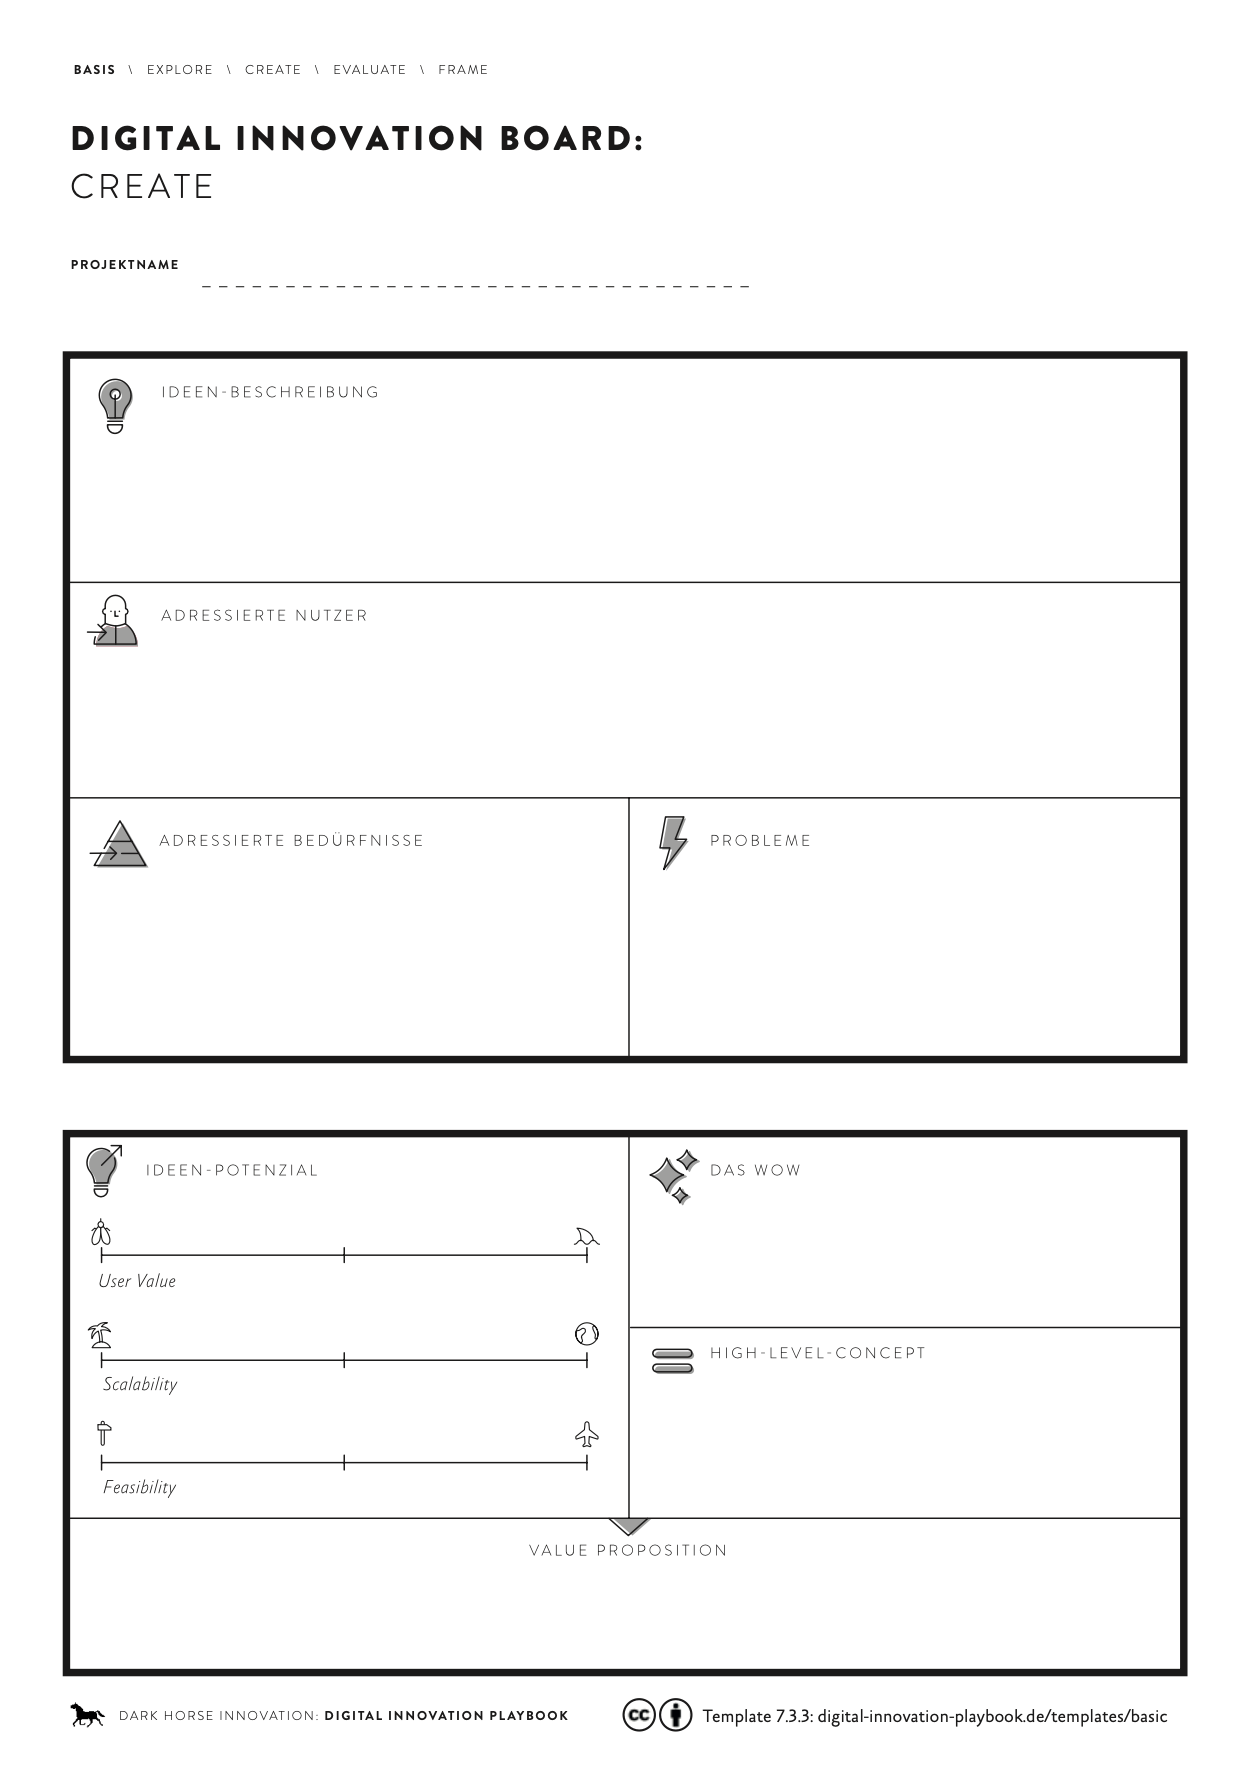 BASIS \ EXPLORE \ CREATE \ EVALUATE \ FRAME
DIGITAL INNOVATION BOARD:
CREATE
PROJEKTNAME
IDEEN-BESCHREIBUNG
ADRESSIERTE NUTZER
ADRESSIERTE BEDÜRFNISSE
PROBLEME
IDEEN-POTENZIAL
User Value
Scalability
Feasibility
DAS WOW
HIGH-LEVEL-CONCEPT
VALUE PROPOSITION
DARK HORSE INNOVATION: DIGITAL INNOVATION PLAYBOOK
cc Template 7.3.3: digital-innovation-playbook.de/templates/basic